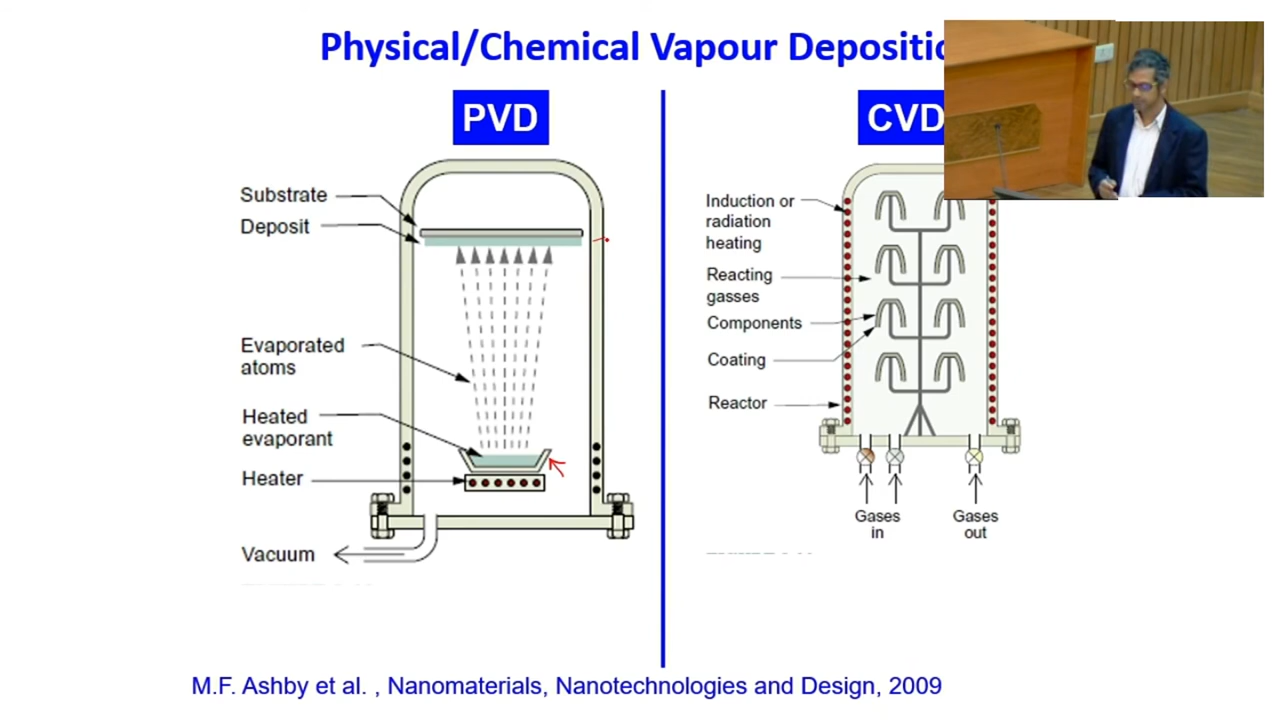 Physical/Chemical Vapour Depositio
PVD
CVD
Substrate
Deposit
Evaporated
atoms
Heated
evaporant
Heater
Vacuum
Induction or
radiation
heating
Reacting
gasses
Components
Coating
Reactor
Gases
in
Gases
out
M.F. Ashby et al. , Nanomaterials, Nanotechnologies and Design, 2009